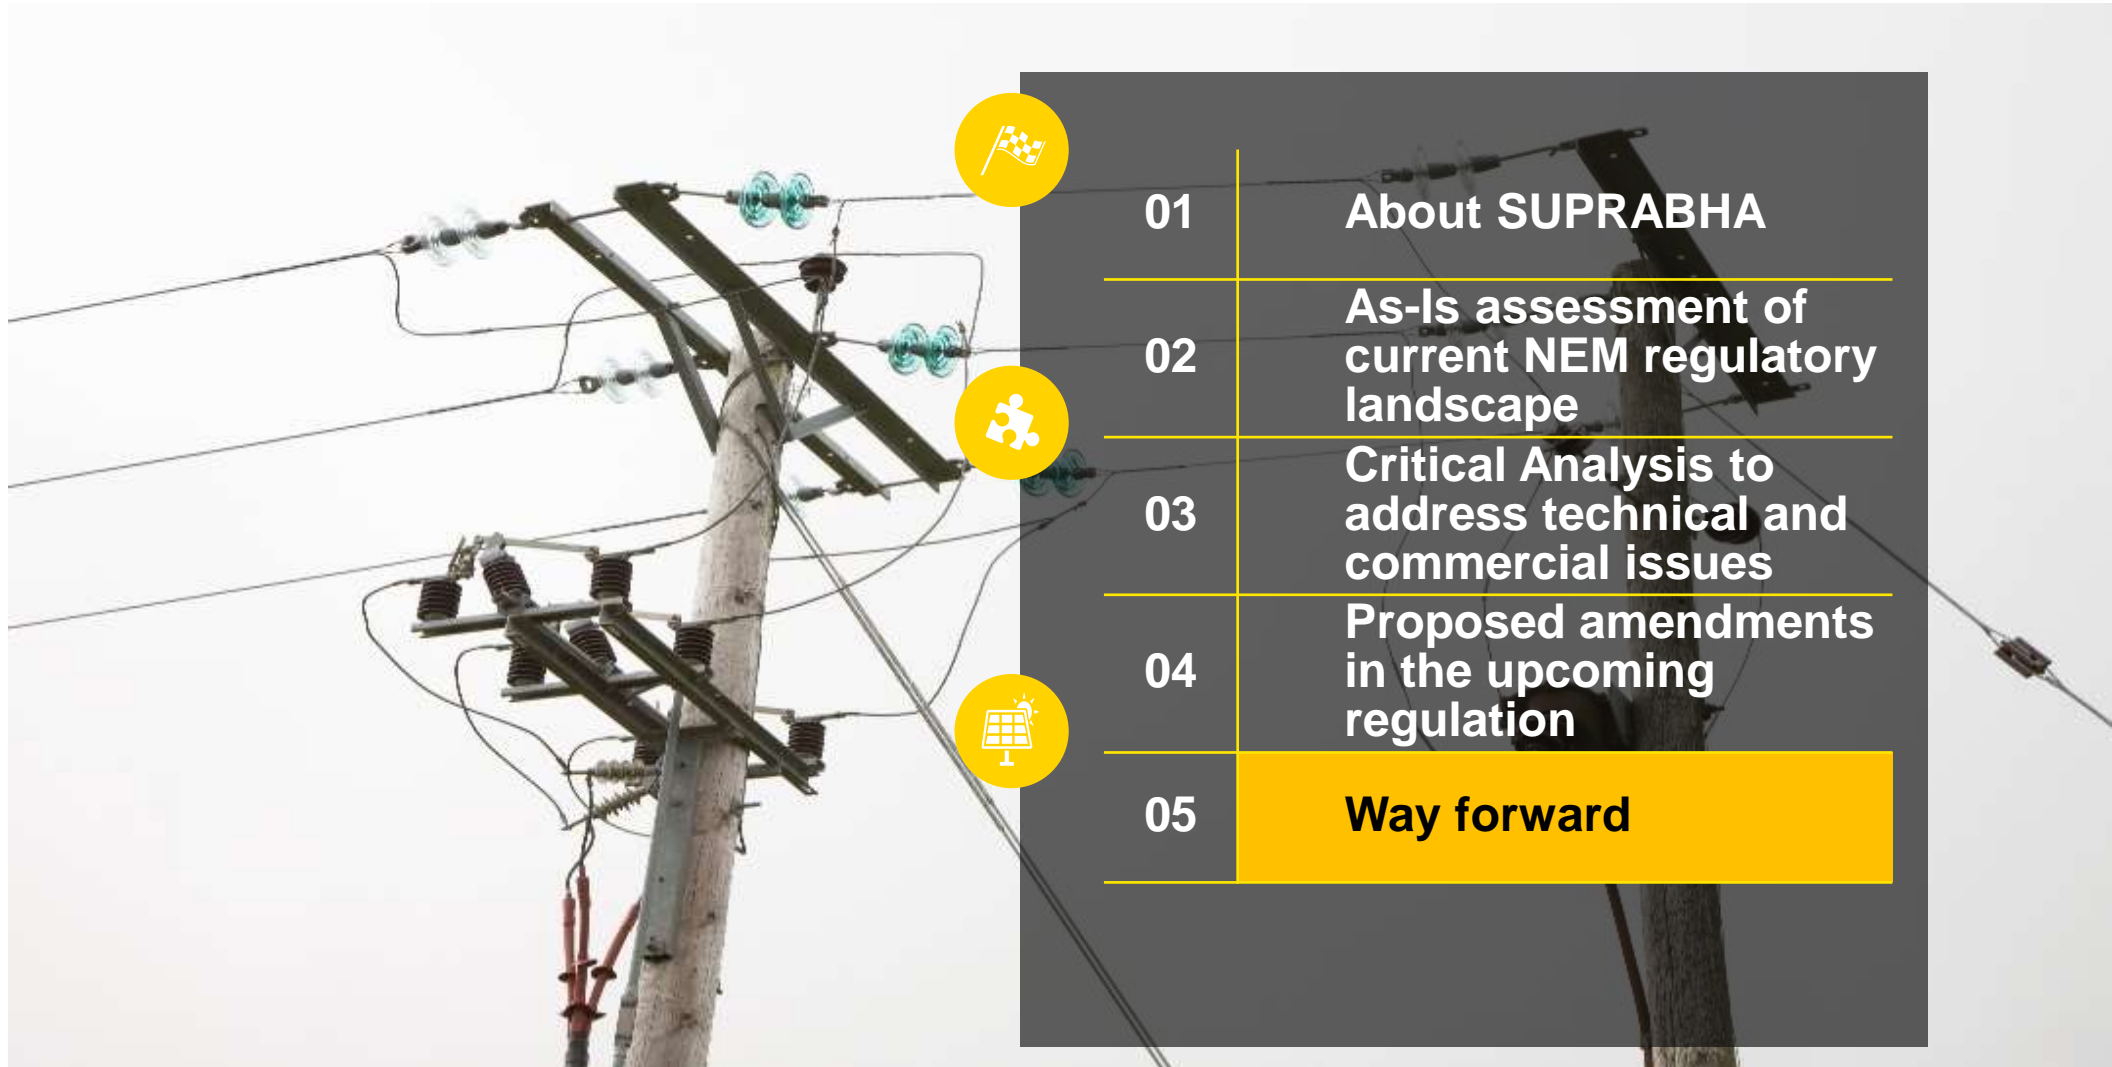 01
About SUPRABHA
02
As-Is assessment of
current NEM regulatory
landscape
03
Critical Analysis to
address technical and
commercial issues
04
Proposed amendments
in the upcoming
regulation
05
Way forward